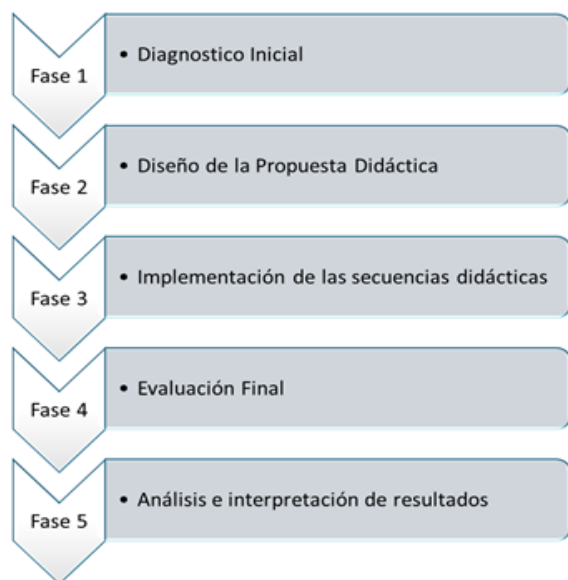 Fase 1
• Diagnostico Inicial
Fase 2
• Diseño de la Propuesta Didáctica
Fase 3
• Implementación de las secuencias didácticas
Fase 4
• Evaluación Final
Fase 5
• Análisis e interpretación de resultados